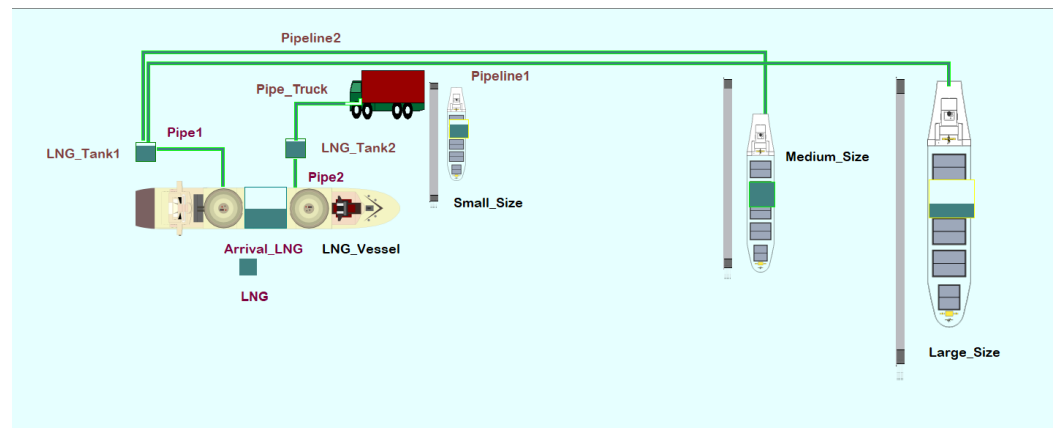 Pipeline2
Pipeline1
Pipe_Truck
Pipe1
LNG_Tank1
LNG_Tank2
Medium_Size
Pipe2
Small_Size
Arrival_LNG
LNG_Vessel
LNG
Large_Size